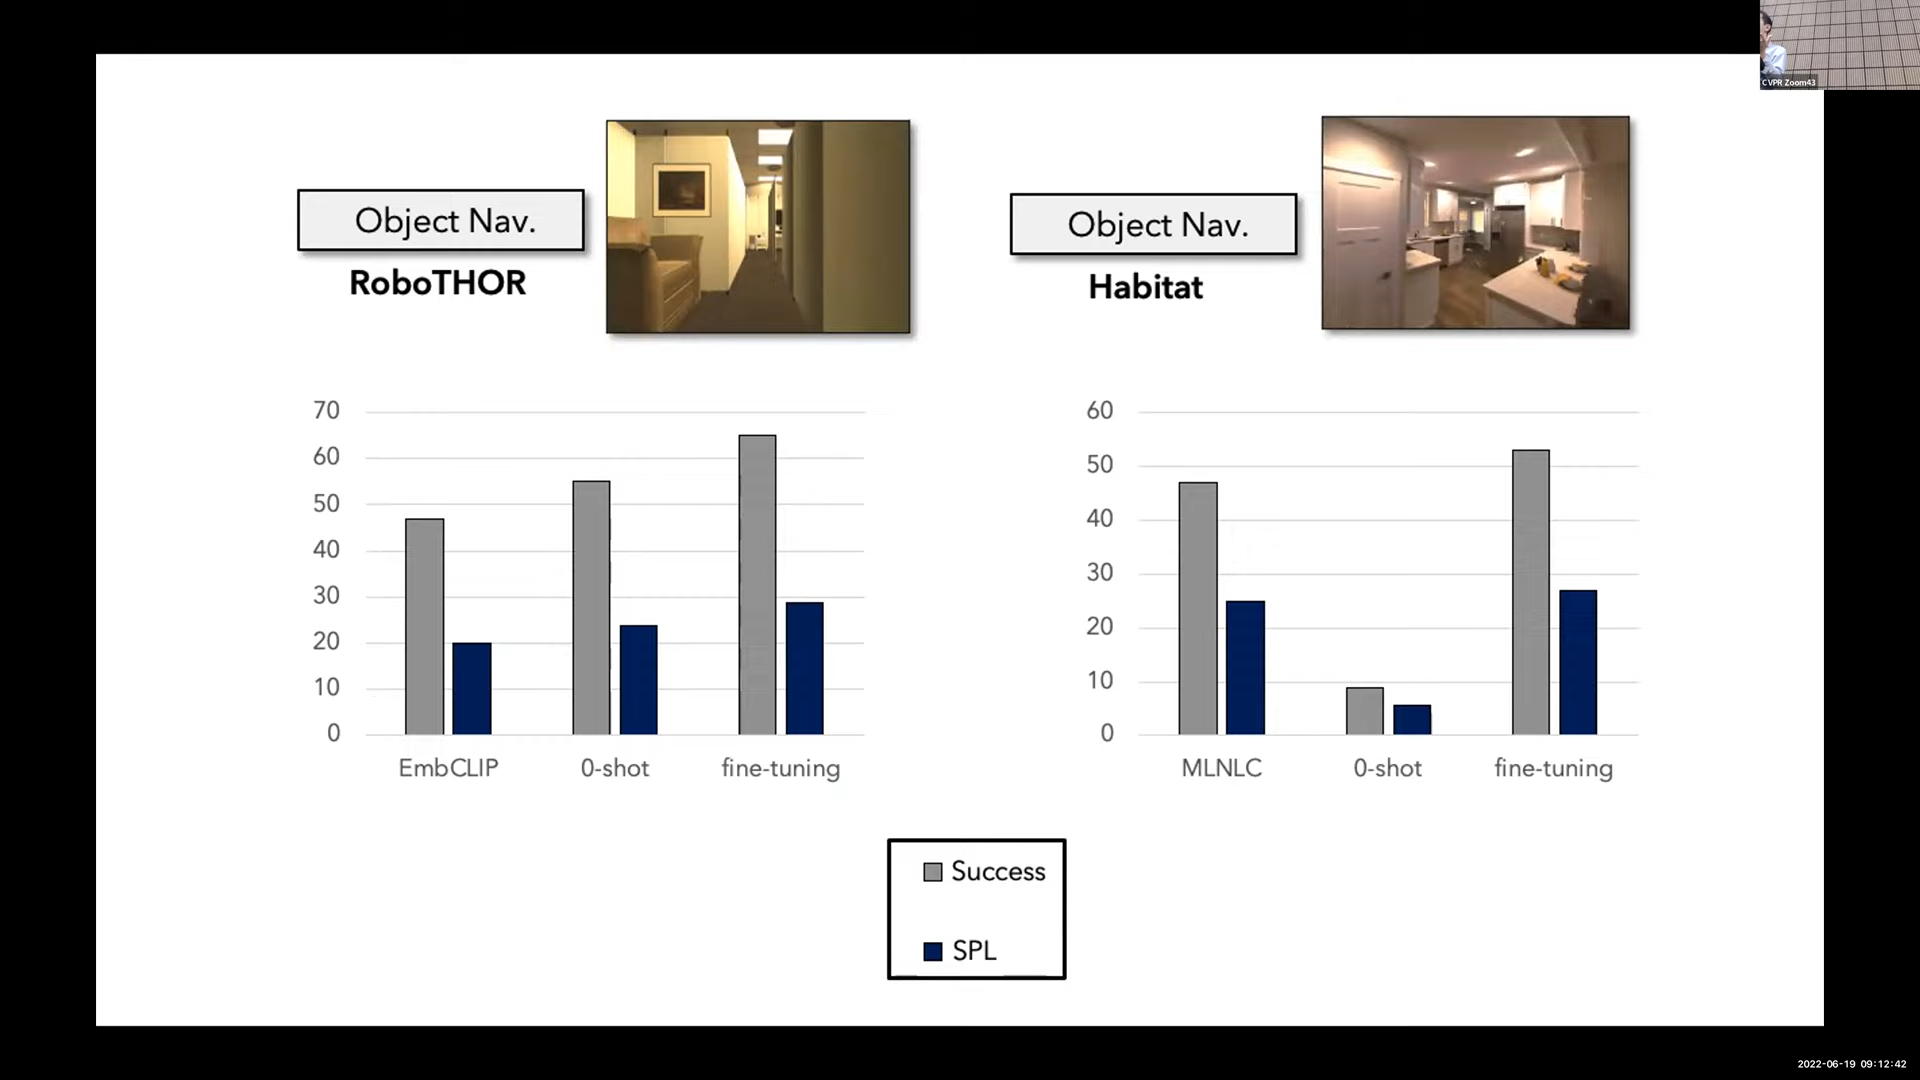 CVPR Zoom43
Object Nav.
RoboTHOR
Object Nav.
Habitat
70
60
50
40
30
20
10
0
EmbCLIP
0-shot
fine-tuning
60
50
40
30
20
10
0
MLNLC
0-shot
fine-tuning
Success
SPL
2022-06-19 09:12:42